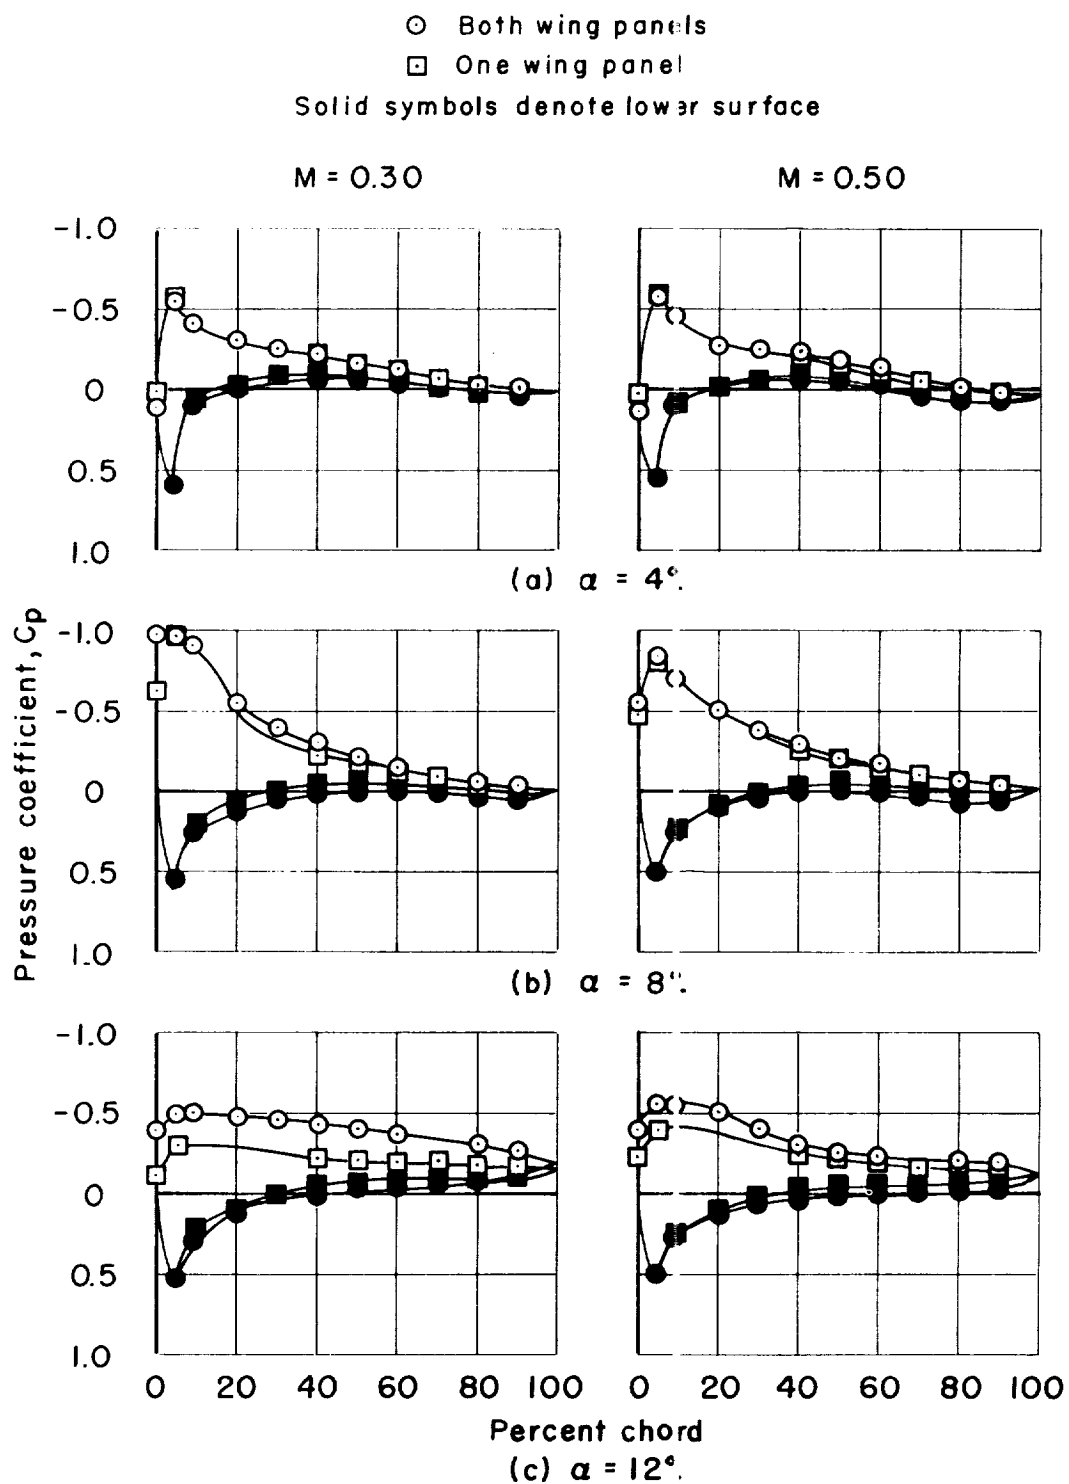 Both wing panels
One wing panel
Solid symbols denote lower surface
M = 0.30
M = 0.50
-1.0
-0.5
0
0.5
1.0
(a) α = 4°.
Pressure coefficient, Cp
-1.0
-0.5
0
0.5
1.0
(b) α = 8°.
-1.0
-0.5
0
0.5
1.0
0 20 40 60 80 100
0 20 40 60 80 100
Percent chord
(c) α = 12°.